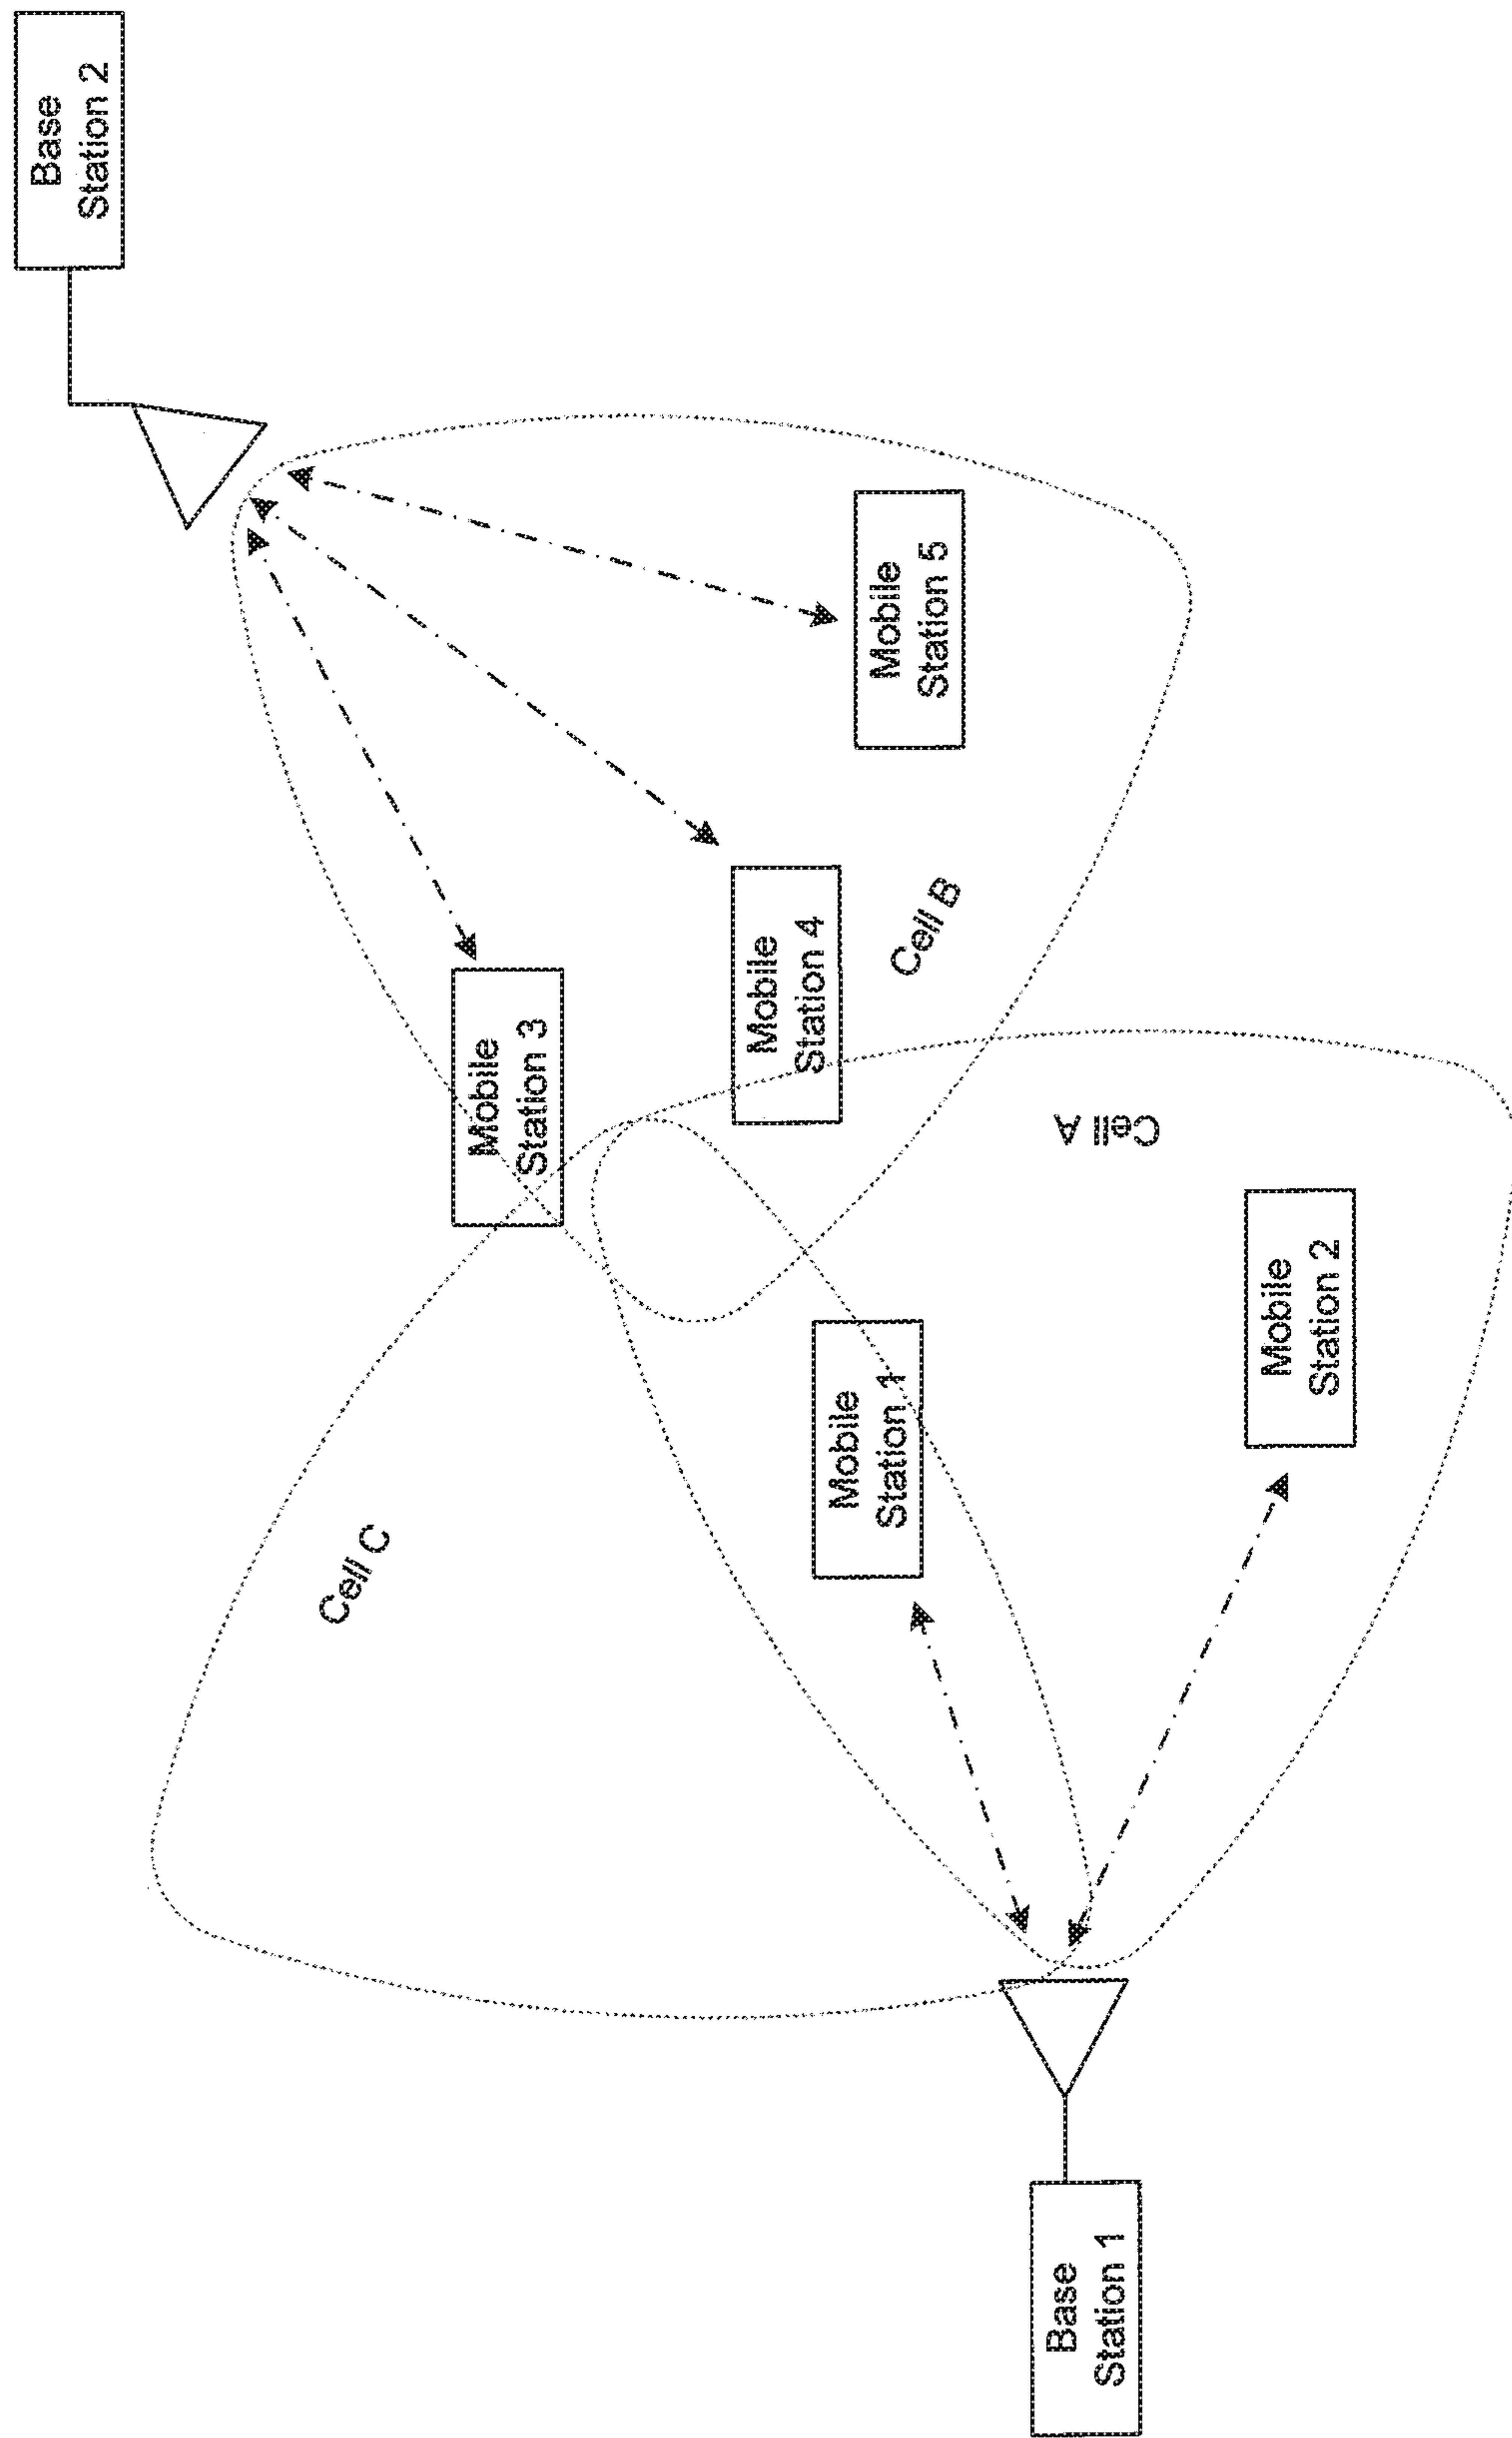 Base
Station 2
Mobile
Station 5
Mobile
Station 4
Mobile
Station 3
Cell B
Cell A
Mobile
Station 2
Mobile
Station 1
Cell C
Base
Station 1